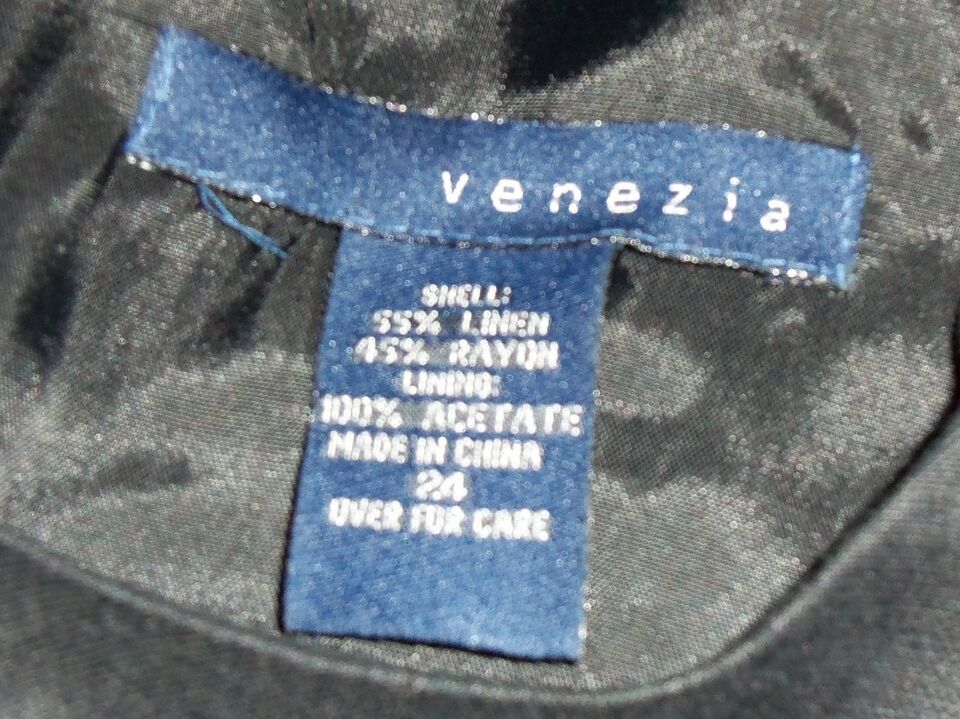 venezia
SHELL:
55% LINEN
45% RAYON
LINING:
100% ACETATE
MADE IN CHINA
24
OVER FOR CARE